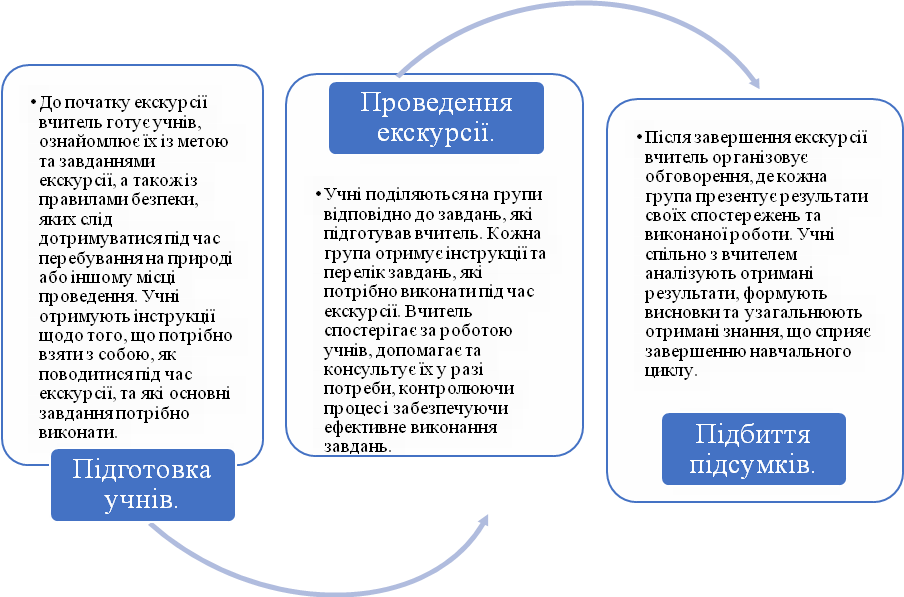 • До початку екскурсії
вчитель готує учнів,
ознайомлює їх із метою
та завданнями
екскурсії, а також із
правилами безпеки,
яких слід
дотримуватися під час
перебування на природі
або іншому місці
проведення. Учні
отримують інструкції
щодо того, що потрібно
взяти з собою, як
поводитися під час
екскурсії, та які основні
завдання потрібно
виконати.
Підготовка
учнів.
Проведення
екскурсії.
• Учні поділяються на групи
відповідно до завдань, які
підготував вчитель. Кожна
група отримує інструкції та
перелік завдань, які
потрібно виконати під час
екскурсії. Вчитель
спостерігає за роботою
учнів, допомагає та
консультує їх у разі
потреби, контролюючи
процес і забезпечуючи
ефективне виконання
завдань.
• Після завершення екскурсії
вчитель організовує
обговорення, де кожна
група презентує результати
своїх спостережень та
виконаної роботи. Учні
спільно з вчителем
аналізують отримані
результати, формують
висновки та узагальнюють
отримані знання, що сприяє
завершенню навчального
циклу.
Підбиття
підсумків.